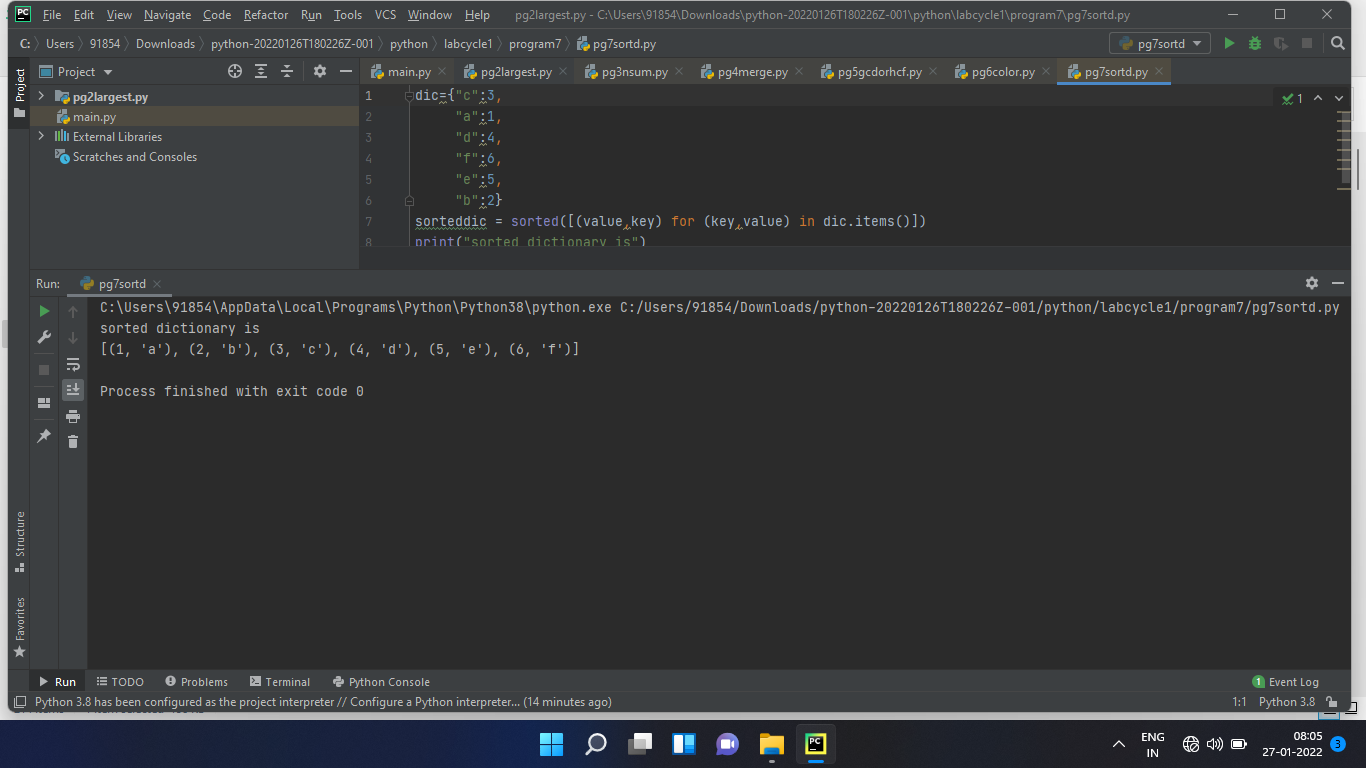 PC File Edit View Navigate Code Refactor Run Tools VCS Window Help pg2largest.py - C:\Users\91854\Downloads\python-20220126T180226Z-001\python\labcycle1\program7\pg7sortd.py
C: Users 91854 Downloads python-20220126T180226Z-001 python labcycle1 program7 pg7sortd.py pg7sortd
Project
Project main.py pg2largest.py pg3nsum.py pg4merge.py pg5gcdorhcf.py pg6color.py pg7sortd.py
pg2largest.py
main.py
External Libraries
Scratches and Consoles
1 dic={"c":3, 1
2 "a":1,
3 "d":4,
4 "f":6,
5 "e":5,
6 "b":2}
7 sorteddic = sorted([(value,key) for (key,value) in dic.items()])
8 print("sorted dictionary is")
Run: pg7sortd
C:\Users\91854\AppData\Local\Programs\Python\Python38\python.exe C:/Users/91854/Downloads/python-20220126T180226Z-001/python/labcycle1/program7/pg7sortd.py
sorted dictionary is
[(1, 'a'), (2, 'b'), (3, 'c'), (4, 'd'), (5, 'e'), (6, 'f')]
Process finished with exit code 0
Structure
Favorites
Run TODO Problems Terminal Python Console 1 Event Log
Python 3.8 has been configured as the project interpreter // Configure a Python interpreter... (14 minutes ago) 1:1 Python 3.8
PC
ENG
IN
08:05
27-01-2022
3